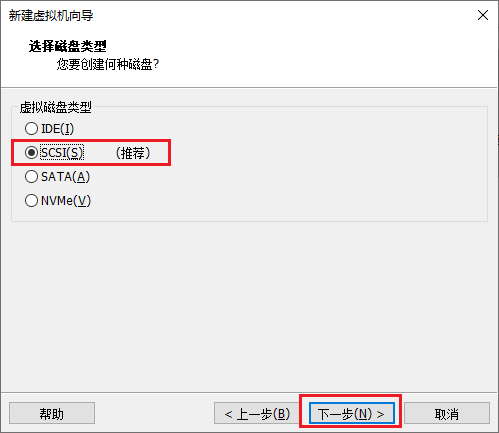 新建虚拟机向导
选择磁盘类型
您要创建何种磁盘?
虚拟磁盘类型
IDE(I)
SCSI(S) （推荐）
SATA(A)
NVMe(V)
帮助 < 上一步(B) 下一步(N) > 取消